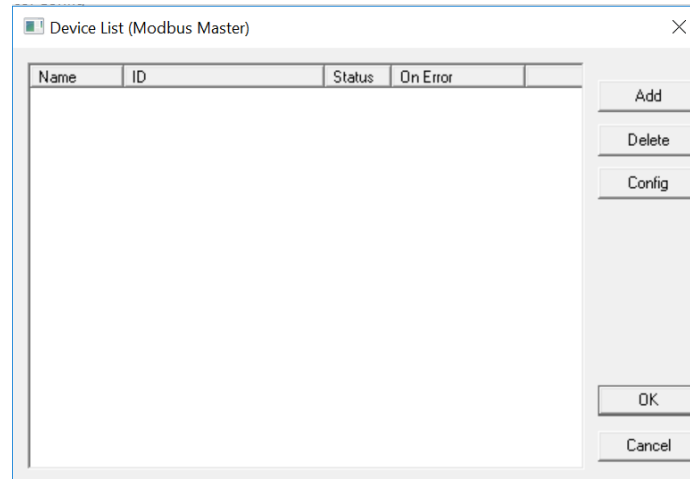 Device List (Modbus Master)
Name ID Status On Error
Add
Delete
Config
OK
Cancel